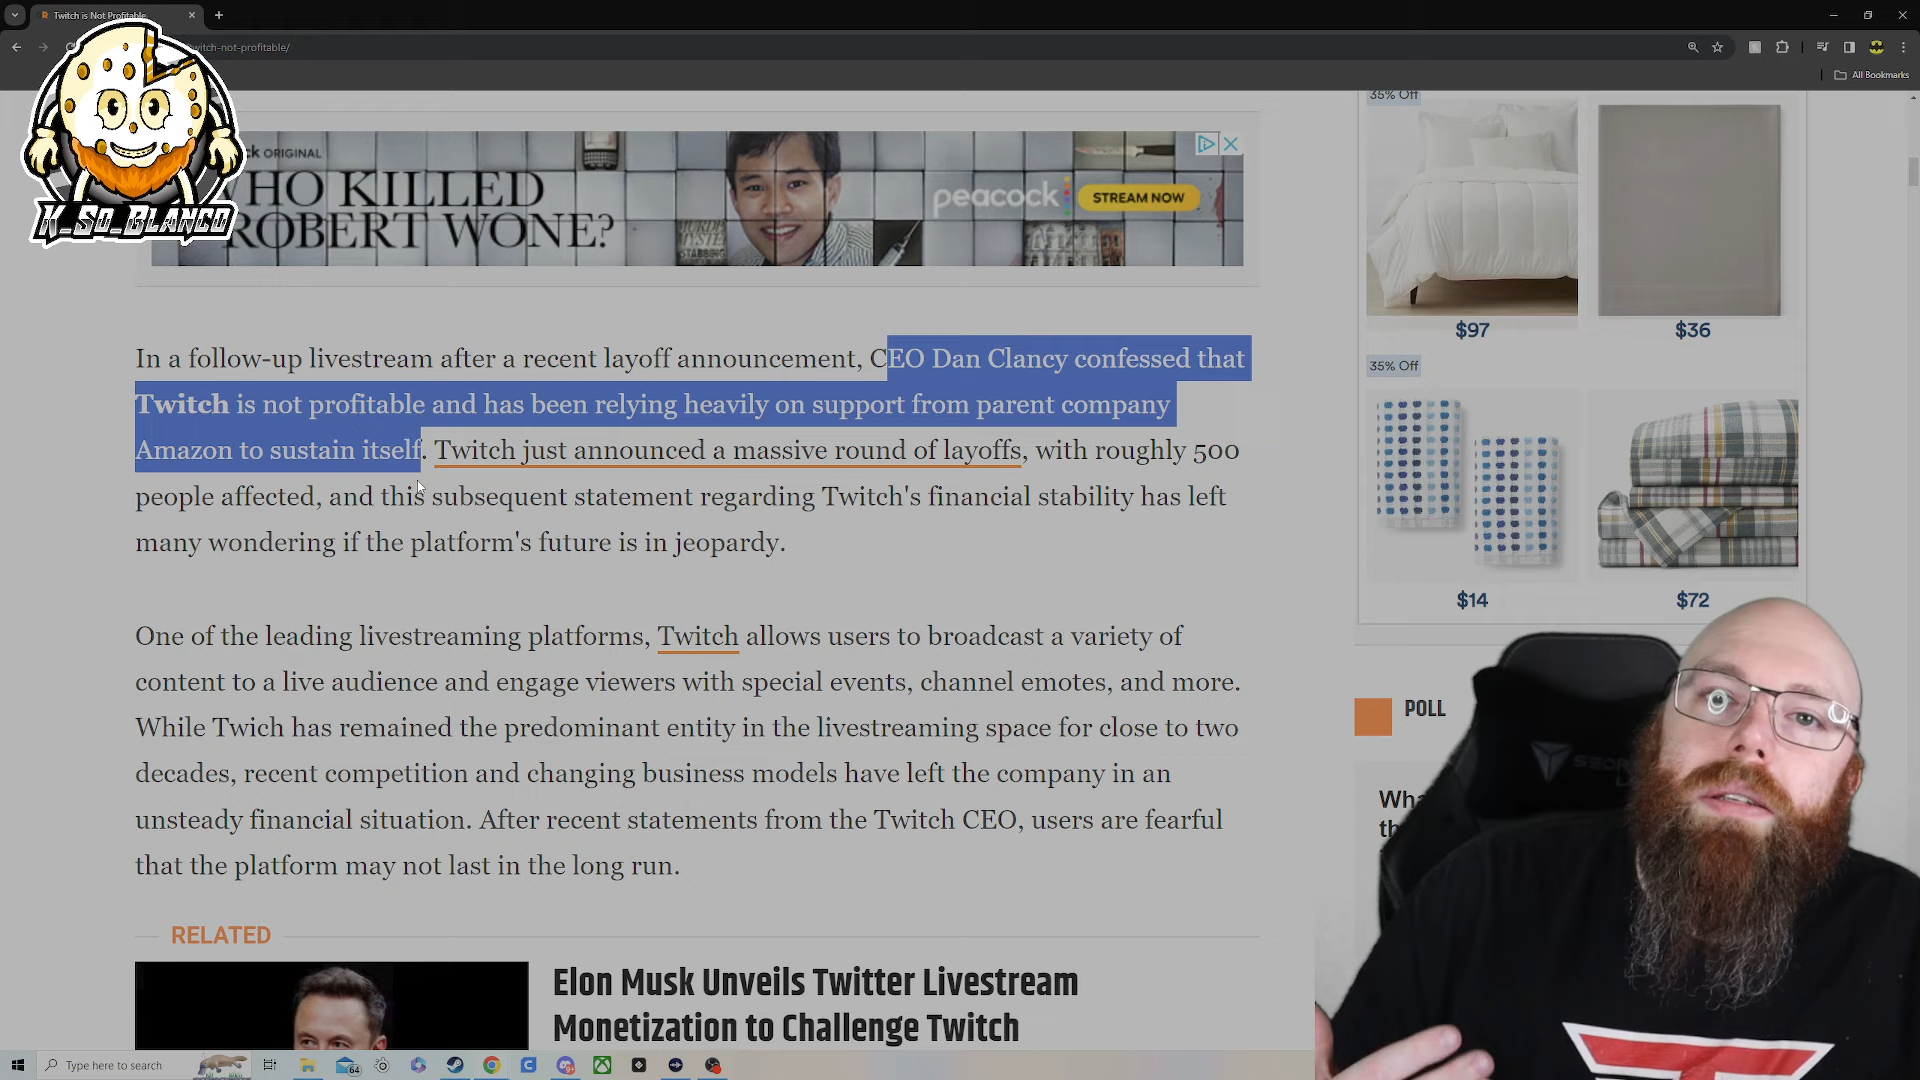 Twitch is Not Profitable
witch-not-profitable/
All Bookmarks
K_So_Blanco
ck ORIGINAL
HO KILLED
ROBERT WONE?
peacock
STREAM NOW
35% Off
$97
$36
35% Off
$14
$72
In a follow-up livestream after a recent layoff announcement, CEO Dan Clancy confessed that
Twitch is not profitable and has been relying heavily on support from parent company
Amazon to sustain itself. Twitch just announced a massive round of layoffs, with roughly 500
people affected, and this subsequent statement regarding Twitch's financial stability has left
many wondering if the platform's future is in jeopardy.
One of the leading livestreaming platforms, Twitch allows users to broadcast a variety of
content to a live audience and engage viewers with special events, channel emotes, and more.
While Twich has remained the predominant entity in the livestreaming space for close to two
decades, recent competition and changing business models have left the company in an
unsteady financial situation. After recent statements from the Twitch CEO, users are fearful
that the platform may not last in the long run.
POLL
Wha
th
RELATED
Elon Musk Unveils Twitter Livestream
Monetization to Challenge Twitch
Type here to search
64
9+